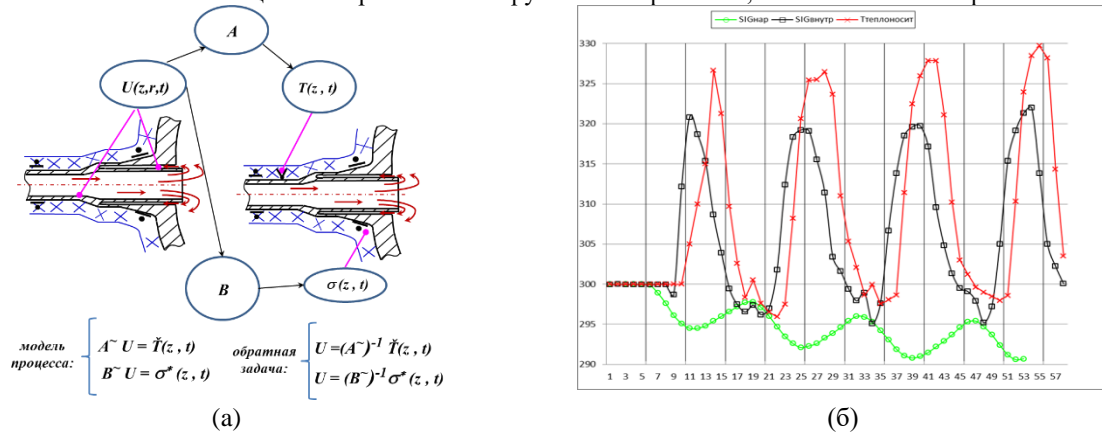 A
U(z,r,t)
T(z , t)
B
σ(z , t)
модель процесса:
A~ U = Ť(z , t)
B~ U = σ*(z , t)
обратная задача:
U =(A~)-1 Ť(z , t)
U = (B~)-1 σ*(z , t)
(а)
SIGнар SIGвнутр Tтеплоносит
330
325
320
315
310
305
300
295
290
1 3 5 7 9 11 13 15 17 19 21 23 25 27 29 31 33 35 37 39 41 43 45 47 49 51 53 55 57
(б)